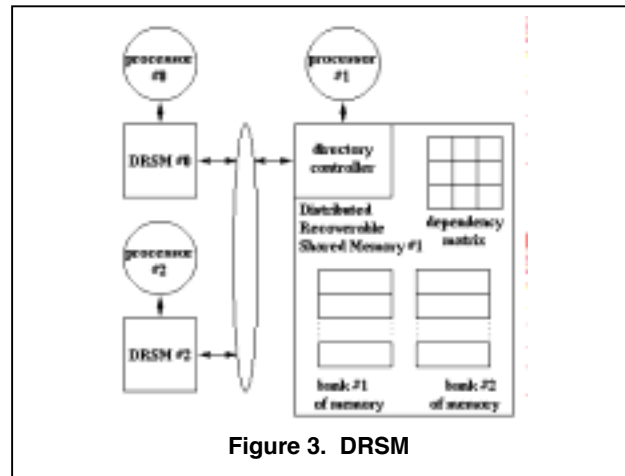 processor
#0
processor
#1
DRSM #0
directory
controller
dependency
matrix
Distributed
Recoverable
Shared Memory #1
processor
#2
DRSM #2
bank #1
of memory
bank #2
of memory
Figure 3. DRSM